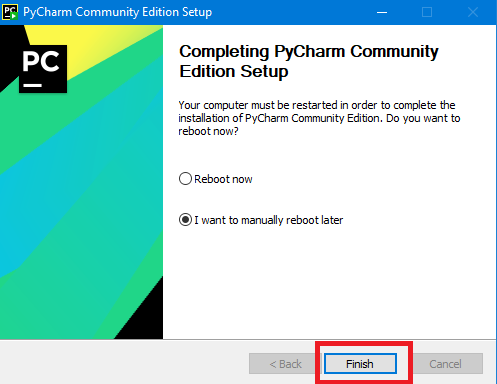 PyCharm Community Edition Setup
PC
Completing PyCharm Community
Edition Setup
Your computer must be restarted in order to complete the
installation of PyCharm Community Edition. Do you want to
reboot now?
Reboot now
I want to manually reboot later
< Back
Finish
Cancel